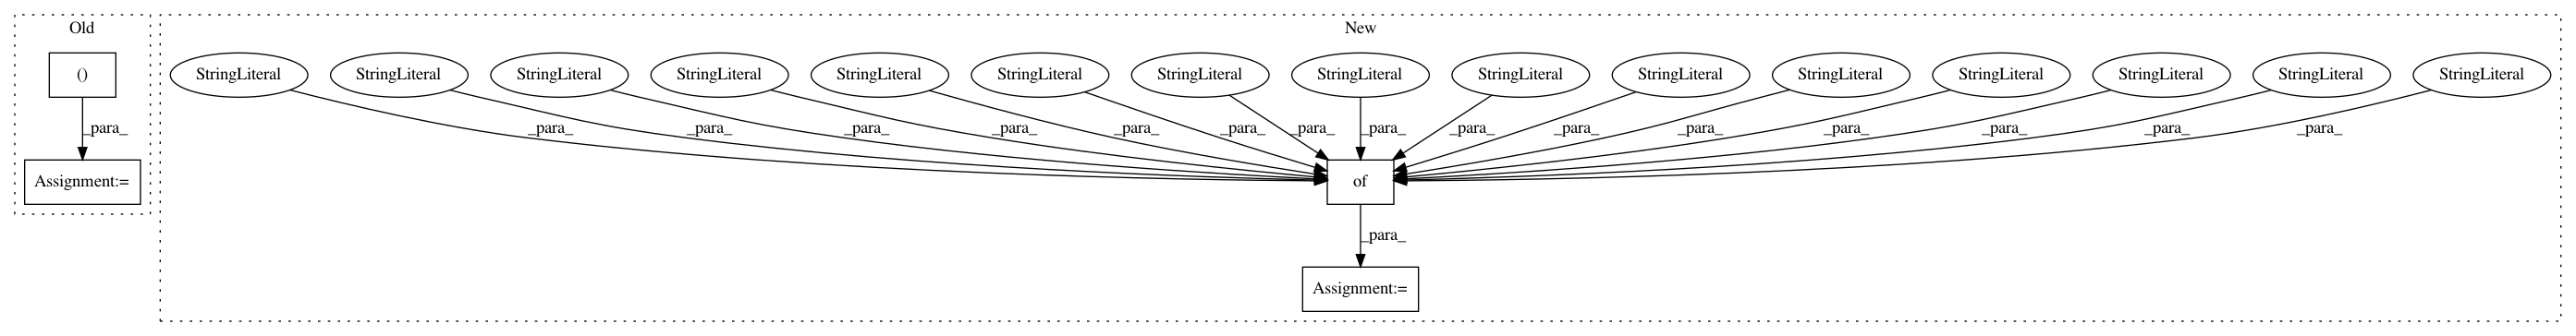 Old
New
()
StringLiteral StringLiteral StringLiteral StringLiteral StringLiteral StringLiteral StringLiteral StringLiteral StringLiteral StringLiteral StringLiteral StringLiteral StringLiteral StringLiteral StringLiteral
_para_ _para_ _para_ _para_ _para_ _para_ _para_ _para_ _para_ _para_ _para_ _para_ _para_ _para_ _para_ _para_
Assignment:=
of
_para_
Assignment:=